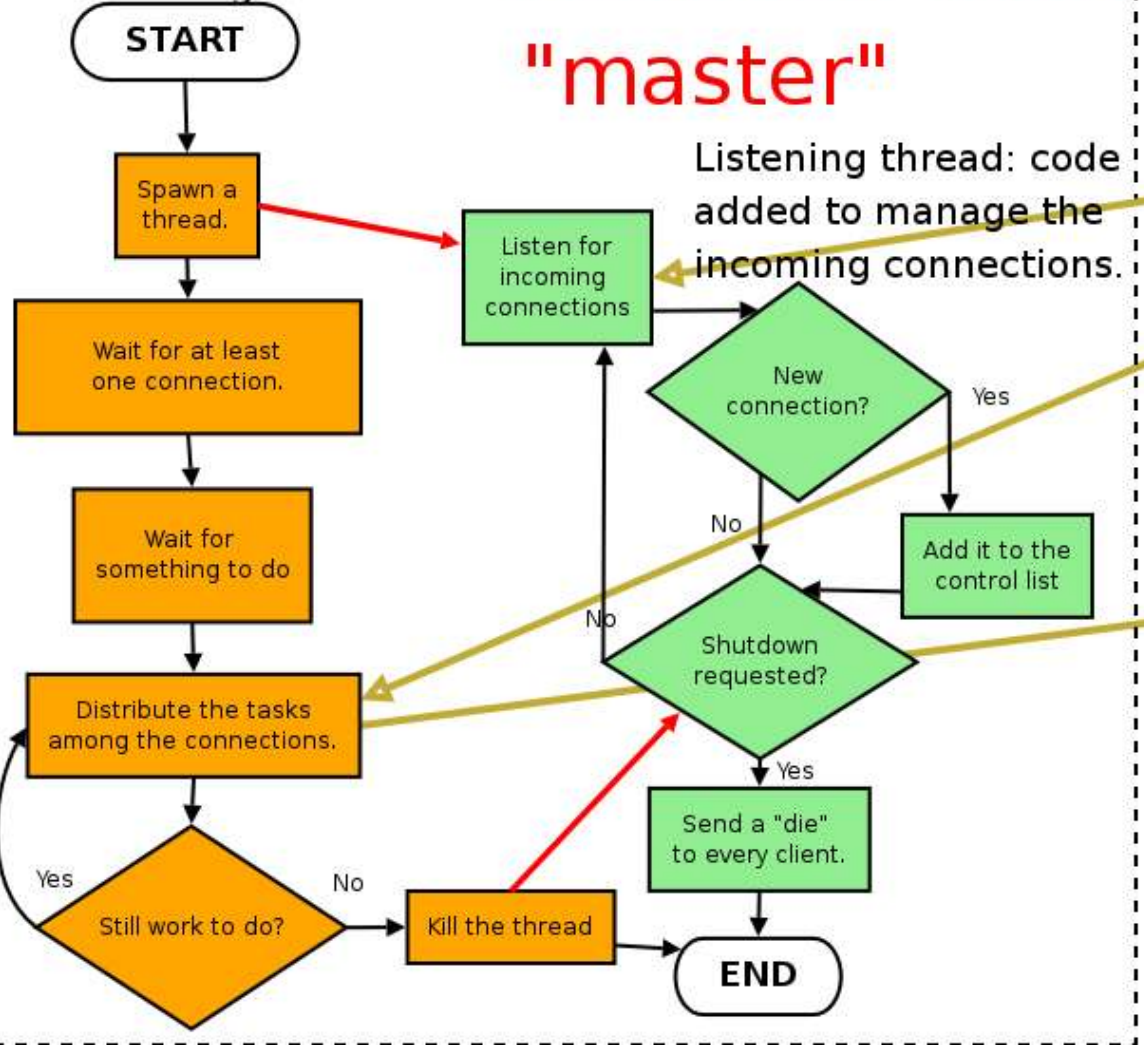 START
"master"
Listening thread: code
added to manage the
incoming connections.
Spawn a
thread.
Listen for
incoming
connections
Wait for at least
one connection.
New
connection?
Yes
No
Wait for
something to do
Add it to the
control list
No
Shutdown
requested?
Distribute the tasks
among the connections.
Yes
Send a "die"
to every client.
Yes
No
Still work to do?
Kill the thread
END